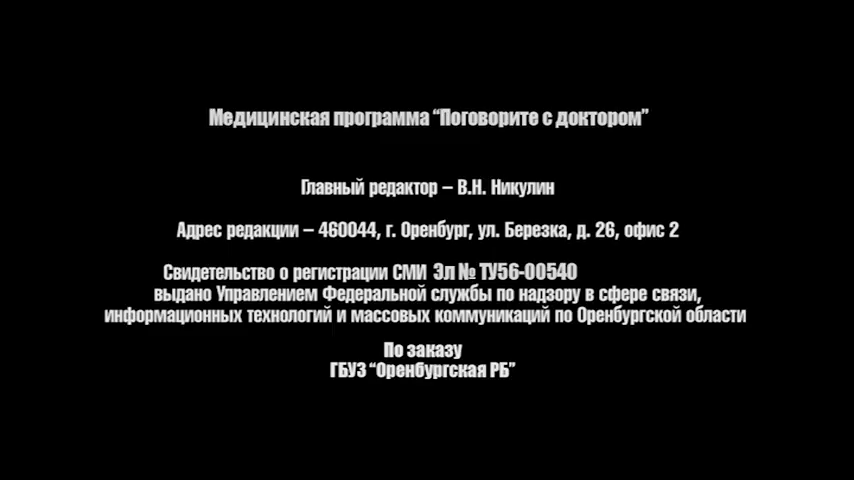 Медицинская программа “Поговорите с доктором”
Главный редактор – В.Н. Никулин
Адрес редакции – 460044, г. Оренбург, ул. Березка, д. 26, офис 2
Свидетельство о регистрации СМИ Эл № ТУ56-00540
выдано Управлением Федеральной службы по надзору в сфере связи,
информационных технологий и массовых коммуникаций по Оренбургской области
По заказу
ГБУЗ “Оренбургская РБ”